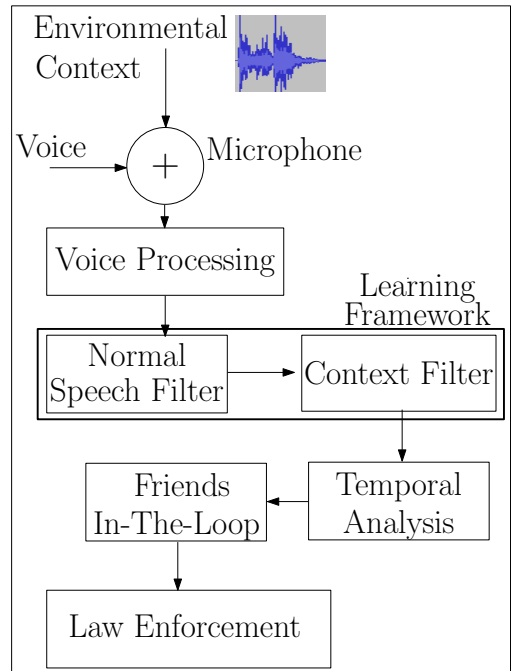 Environmental
Context
Voice
+
Microphone
Voice Processing
Learning
Framework
Normal
Speech Filter
Context Filter
Temporal
Analysis
Friends
In-The-Loop
Law Enforcement